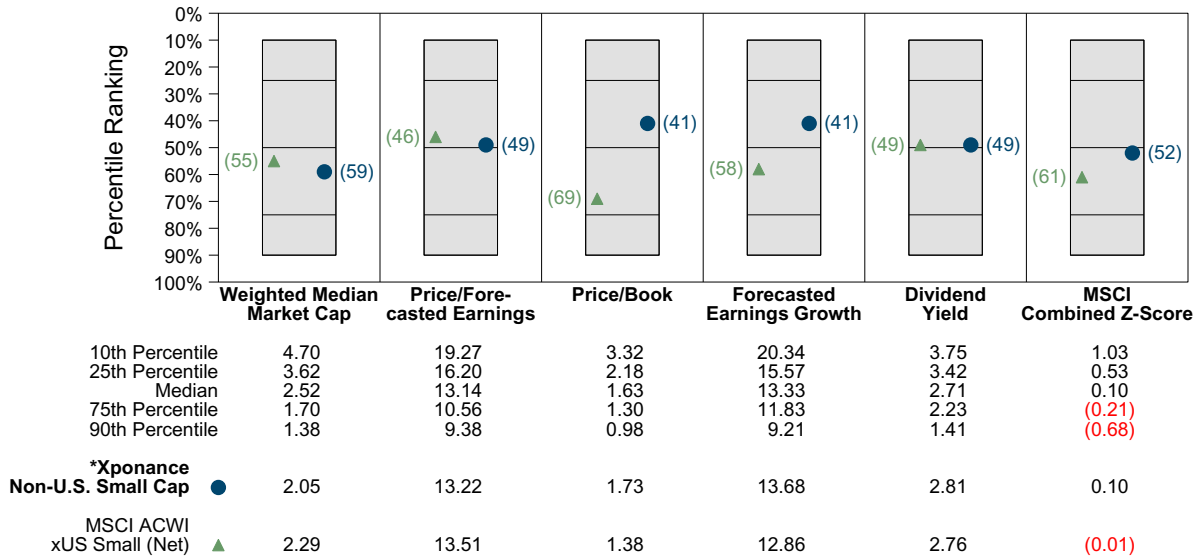 Percentile Ranking
0%
10%
20%
30%
40%
50%
60%
70%
80%
90%
100%
(55) (59)
(46) (49)
(69) (41)
(58) (41)
(49) (49)
(61) (52)
Weighted Median
Market Cap
Price/Fore-
casted Earnings
Price/Book
Forecasted
Earnings Growth
Dividend
Yield
MSCI
Combined Z-Score
10th Percentile 4.70 19.27 3.32 20.34 3.75 1.03
25th Percentile 3.62 16.20 2.18 15.57 3.42 0.53
Median 2.52 13.14 1.63 13.33 2.71 0.10
75th Percentile 1.70 10.56 1.30 11.83 2.23 (0.21)
90th Percentile 1.38 9.38 0.98 9.21 1.41 (0.68)
*Xponance
Non-U.S. Small Cap 2.05 13.22 1.73 13.68 2.81 0.10
MSCI ACWI
xUS Small (Net) 2.29 13.51 1.38 12.86 2.76 (0.01)